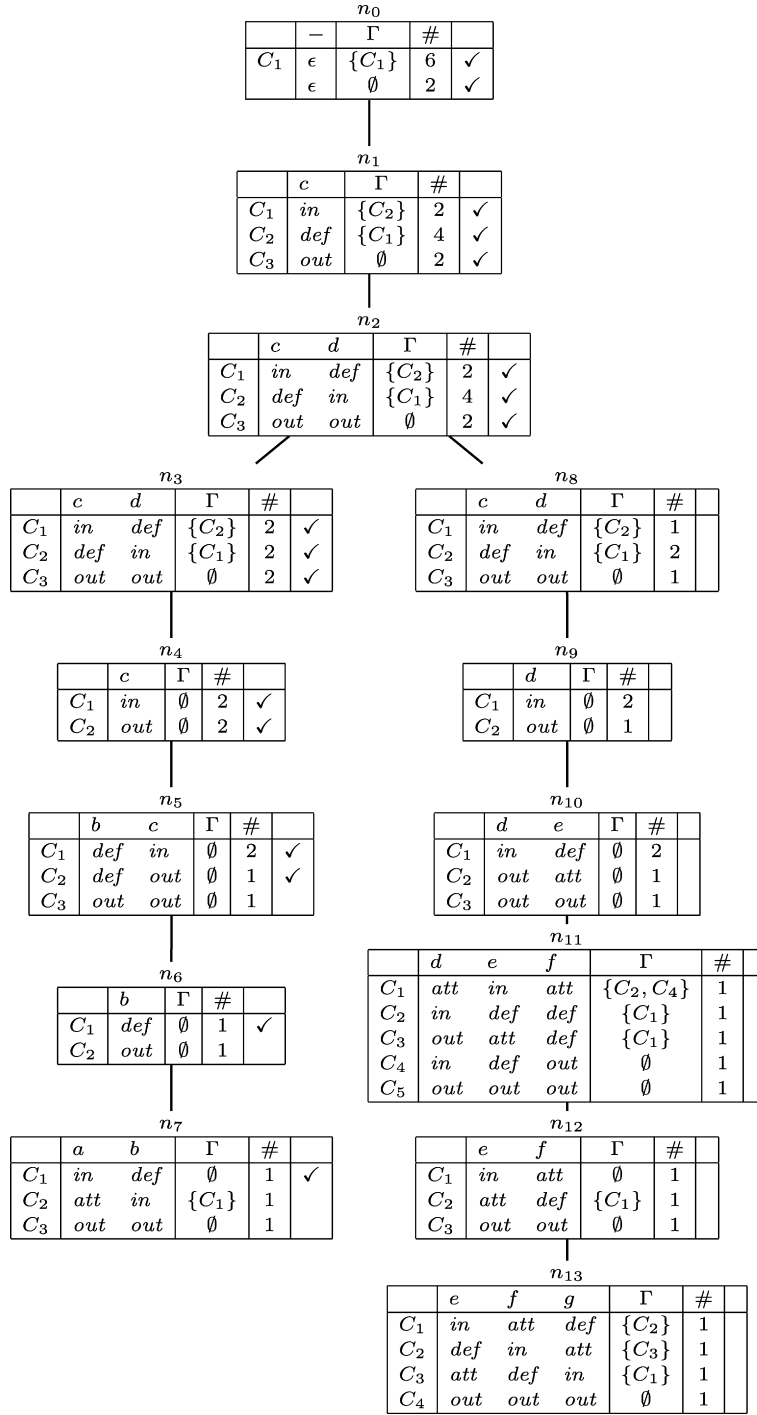 n₀
− Γ #
C₁ ϵ {C₁} 6 ✓
ϵ ∅ 2 ✓
n₁
c Γ #
C₁ in {C₂} 2 ✓
C₂ def {C₁} 4 ✓
C₃ out ∅ 2 ✓
n₂
c d Γ #
C₁ in def {C₂} 2 ✓
C₂ def in {C₁} 4 ✓
C₃ out out ∅ 2 ✓
n₃
c d Γ #
C₁ in def {C₂} 2 ✓
C₂ def in {C₁} 2 ✓
C₃ out out ∅ 2 ✓
n₄
c Γ #
C₁ in ∅ 2 ✓
C₂ out ∅ 2 ✓
n₅
b c Γ #
C₁ def in ∅ 2 ✓
C₂ def out ∅ 1 ✓
C₃ out out ∅ 1
n₆
b Γ #
C₁ def ∅ 1 ✓
C₂ out ∅ 1
n₇
a b Γ #
C₁ in def ∅ 1 ✓
C₂ att in {C₁} 1
C₃ out out ∅ 1
n₈
c d Γ #
C₁ in def {C₂} 1
C₂ def in {C₁} 2
C₃ out out ∅ 1
n₉
d Γ #
C₁ in ∅ 2
C₂ out ∅ 1
n₁₀
d e Γ #
C₁ in def ∅ 2
C₂ out att ∅ 1
C₃ out out ∅ 1
n₁₁
d e f Γ #
C₁ att in att {C₂, C₄} 1
C₂ in def def {C₁} 1
C₃ out att def {C₁} 1
C₄ in def out ∅ 1
C₅ out out out ∅ 1
n₁₂
e f Γ #
C₁ in att ∅ 1
C₂ att def {C₁} 1
C₃ out out ∅ 1
n₁₃
e f g Γ #
C₁ in att def {C₂} 1
C₂ def in att {C₃} 1
C₃ att def in {C₁} 1
C₄ out out out ∅ 1